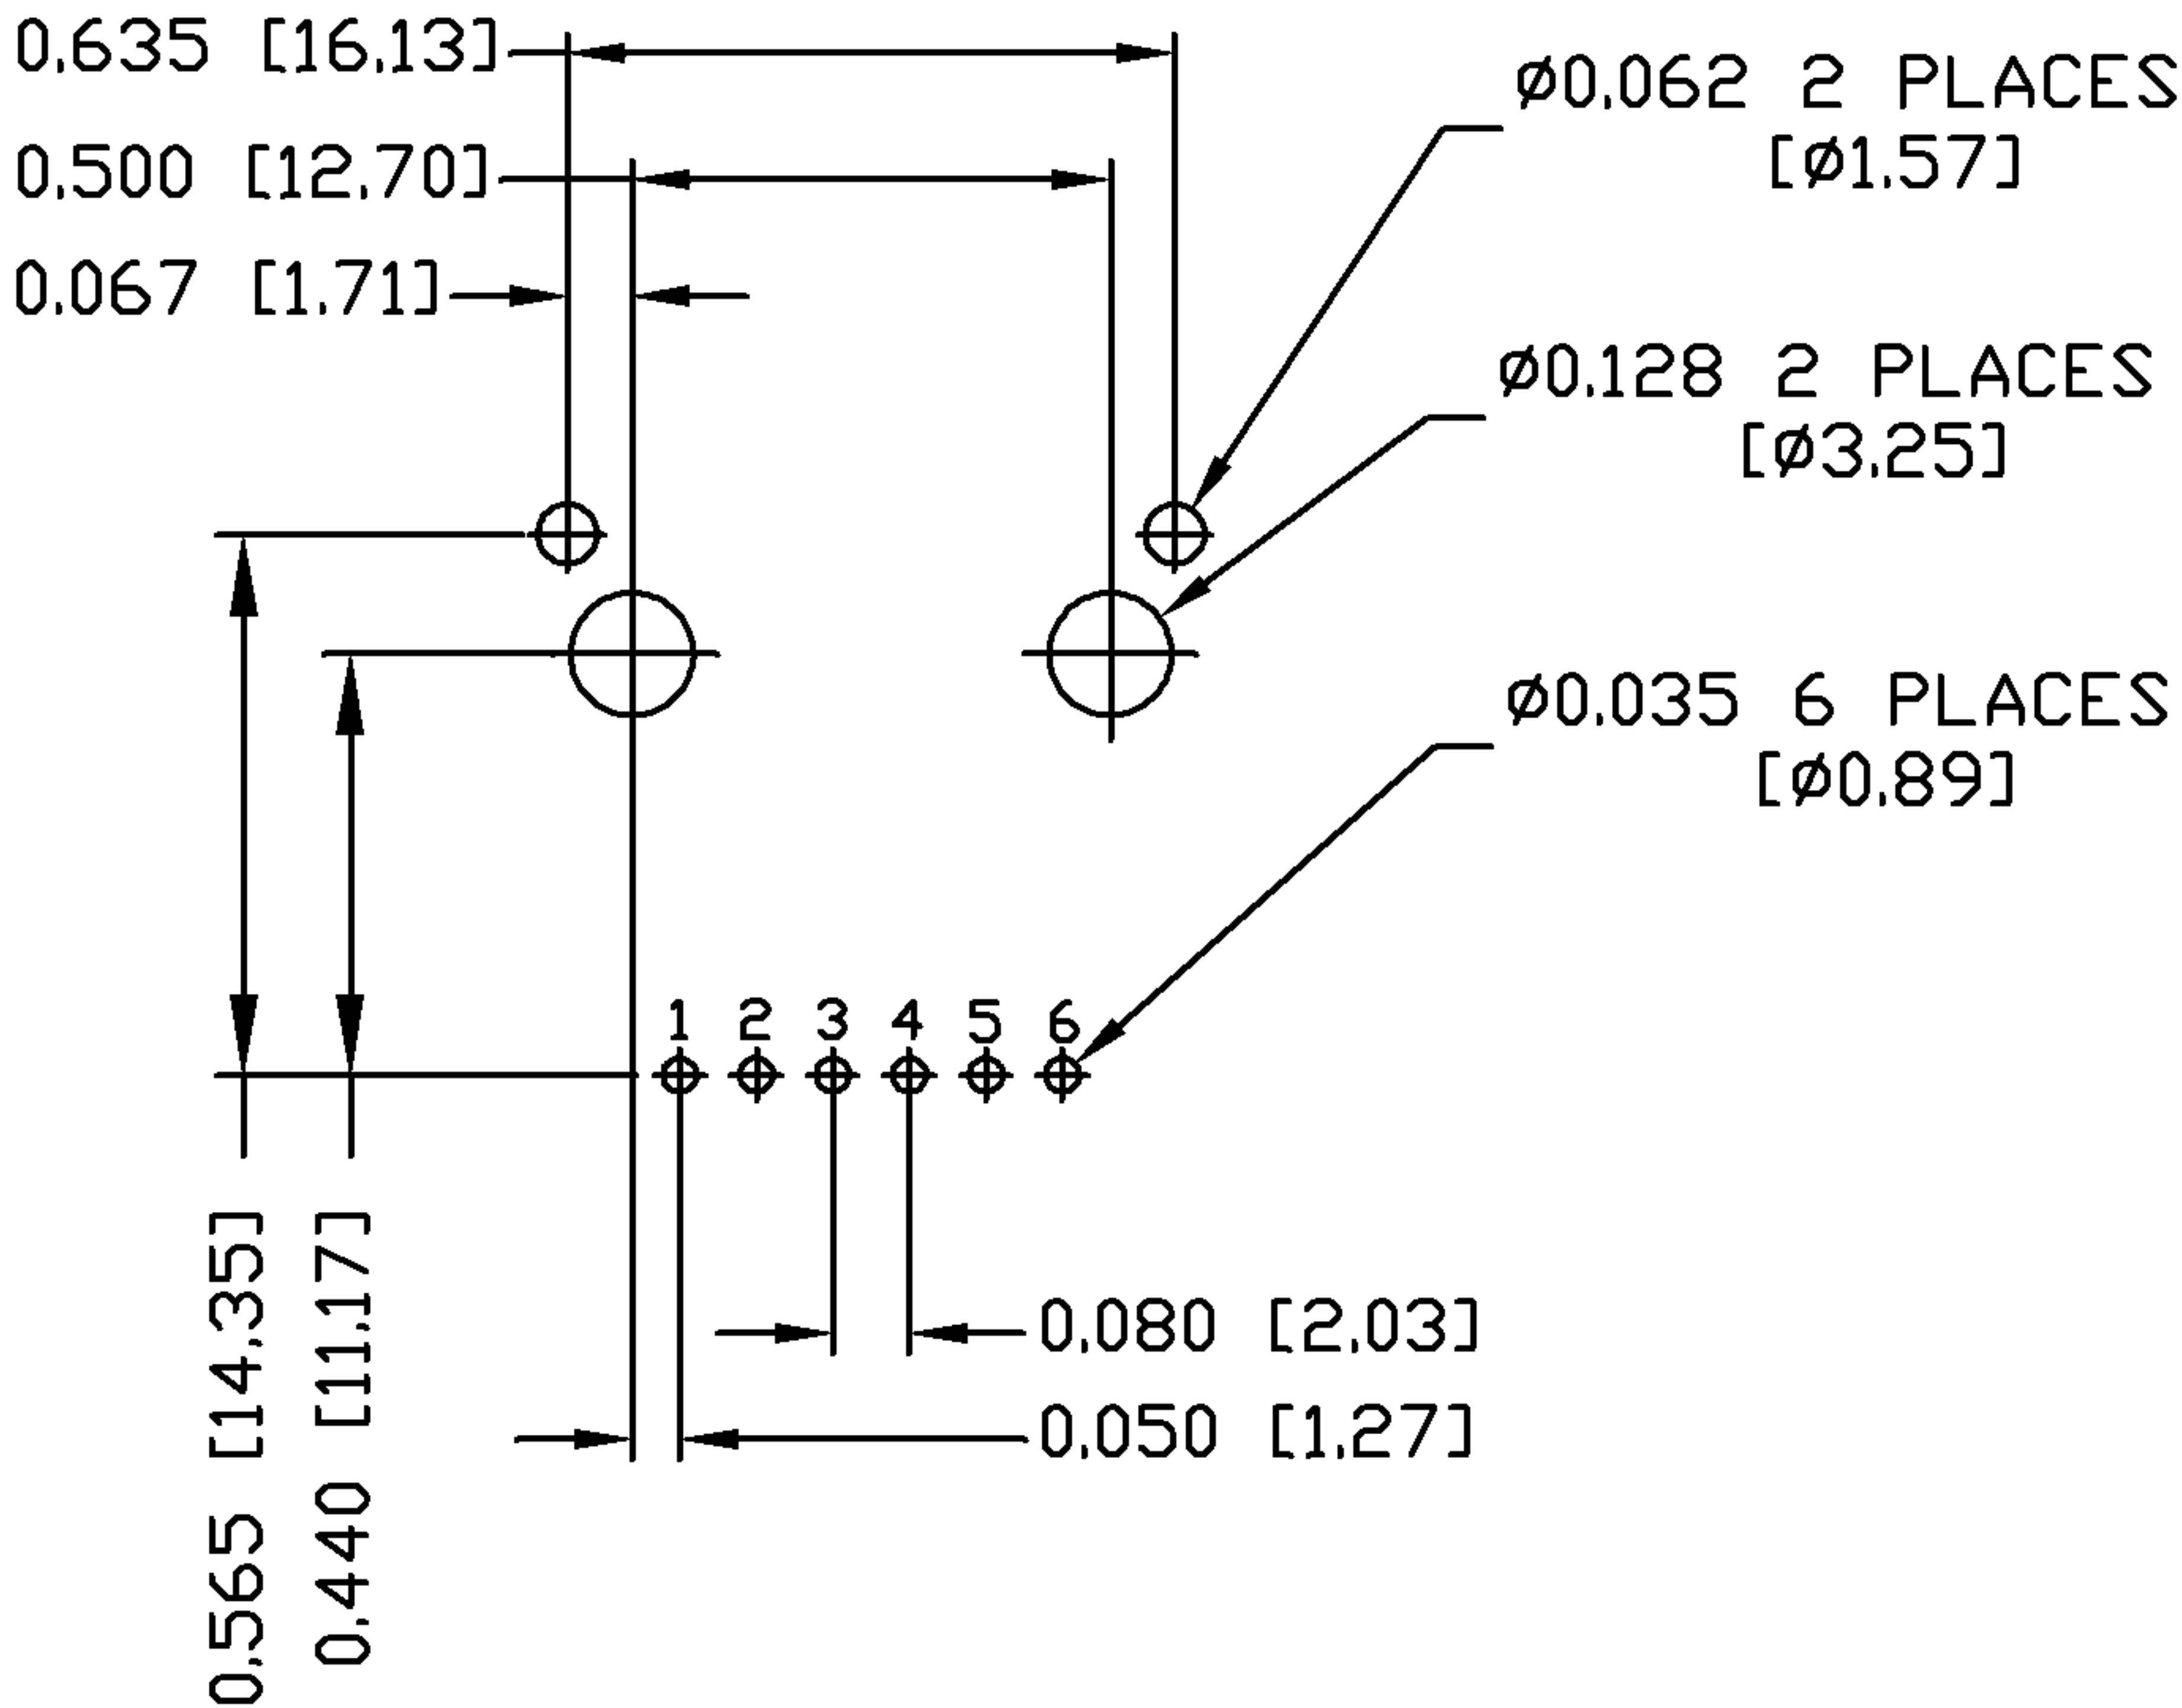 0,635 [16,13]
Ø0,062 2 PLACES
[Ø1,57]
0,500 [12,70]
0,067 [1,71]
Ø0,128 2 PLACES
[Ø3,25]
Ø0,035 6 PLACES
[Ø0,89]
1 2 3 4 5 6
0,565 [14,35]
0,440 [11,17]
0,080 [2,03]
0,050 [1,27]